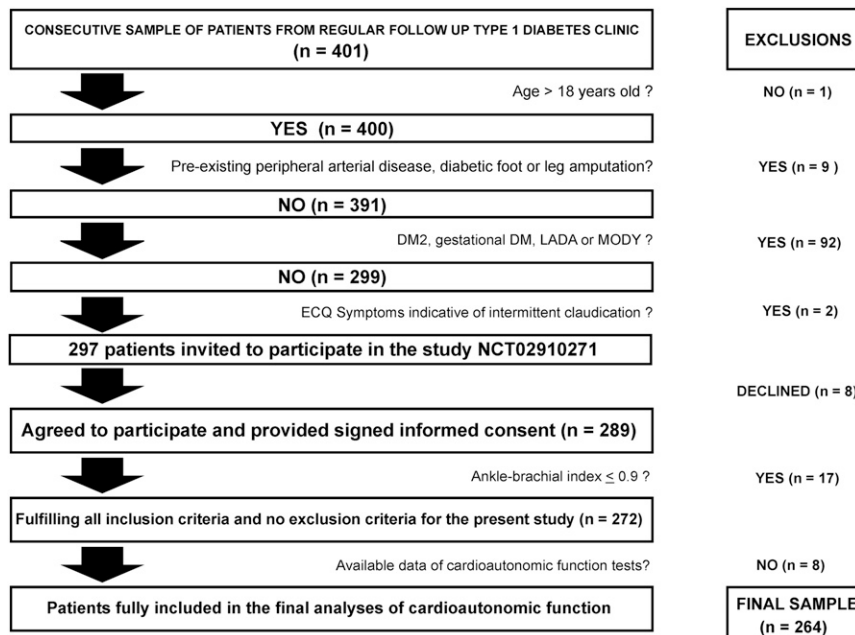 CONSECUTIVE SAMPLE OF PATIENTS FROM REGULAR FOLLOW UP TYPE 1 DIABETES CLINIC
(n = 401)
EXCLUSIONS
Age > 18 years old ?
NO (n = 1)
YES (n = 400)
Pre-existing peripheral arterial disease, diabetic foot or leg amputation?
YES (n = 9 )
NO (n = 391)
DM2, gestational DM, LADA or MODY ?
YES (n = 92)
NO (n = 299)
ECQ Symptoms indicative of intermittent claudication ?
YES (n = 2)
297 patients invited to participate in the study NCT02910271
DECLINED (n = 8)
Agreed to participate and provided signed informed consent (n = 289)
Ankle-brachial index ≤ 0.9 ?
YES (n = 17)
Fulfilling all inclusion criteria and no exclusion criteria for the present study (n = 272)
Available data of cardioautonomic function tests?
NO (n = 8)
Patients fully included in the final analyses of cardioautonomic function
FINAL SAMPLE
(n = 264)